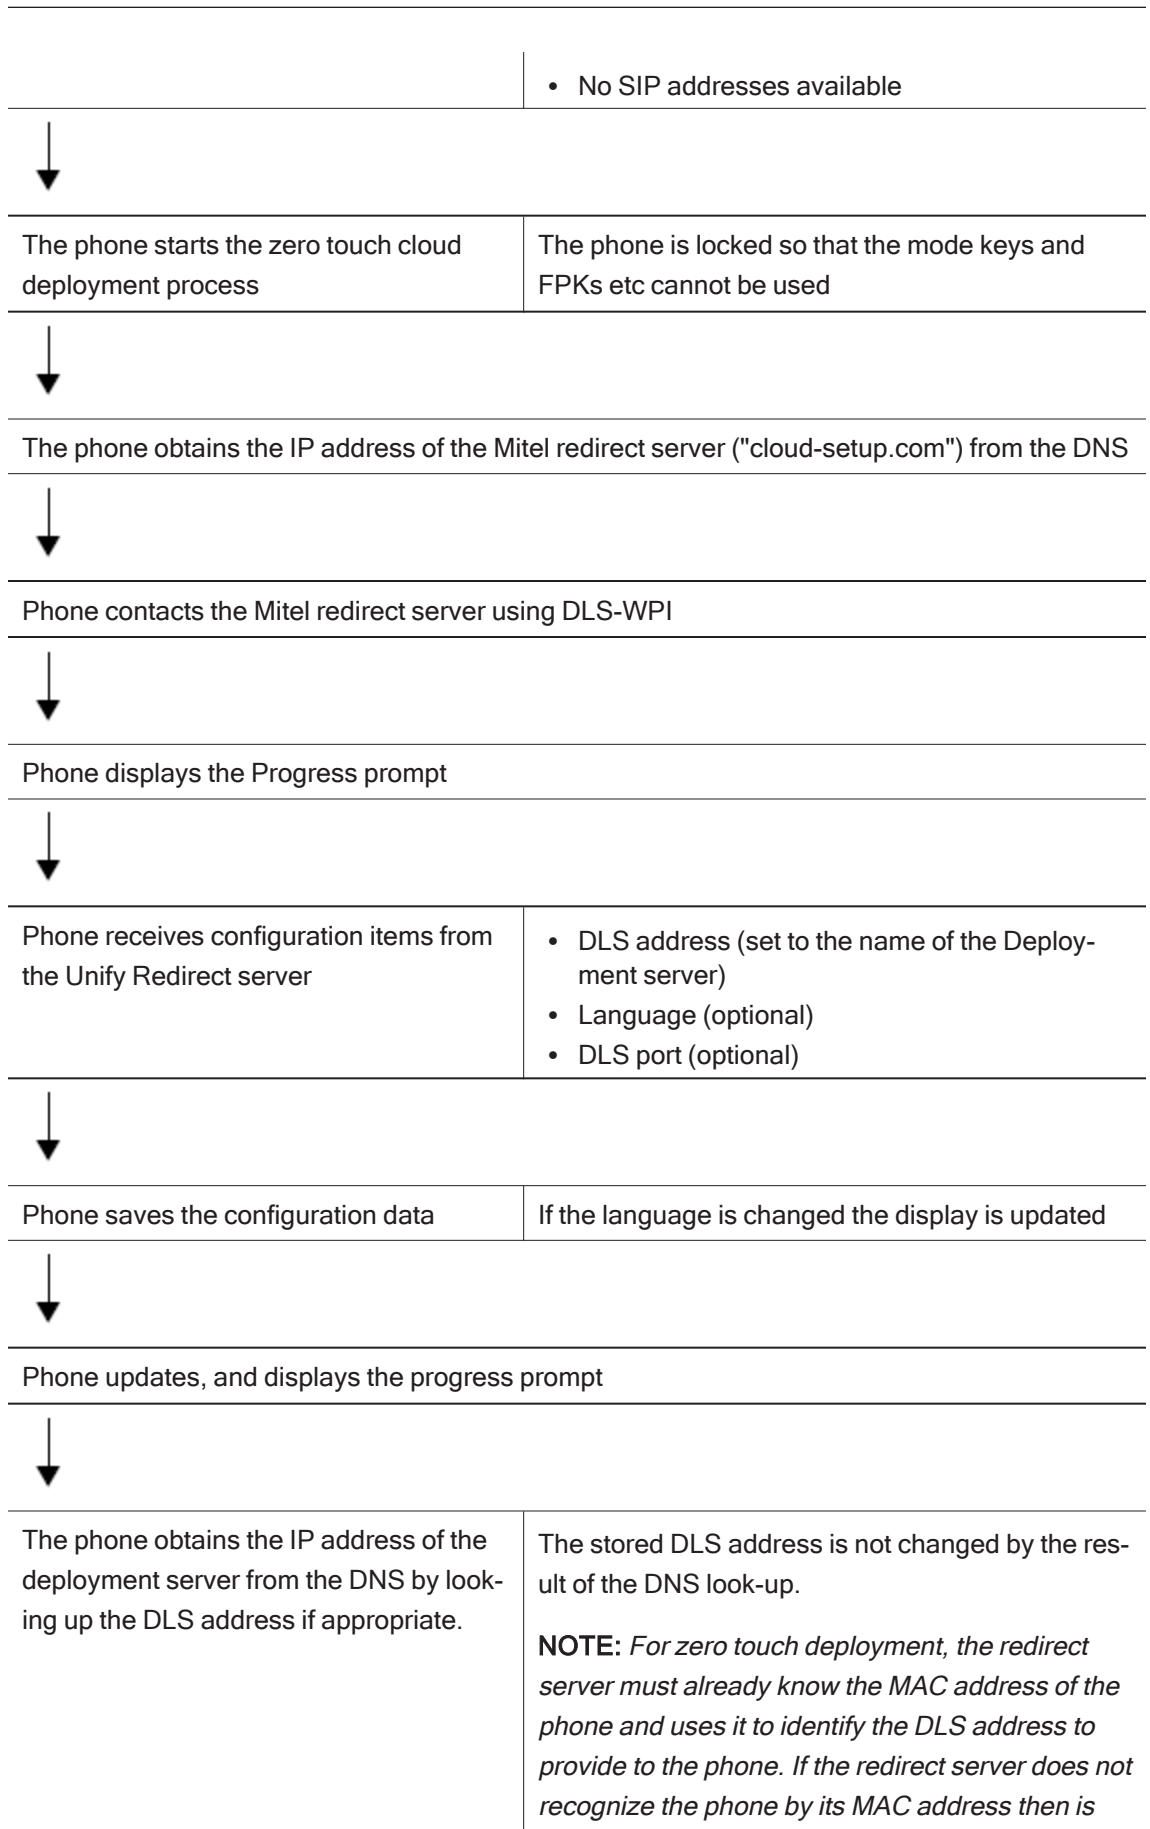 • No SIP addresses available
The phone starts the zero touch cloud
deployment process
The phone is locked so that the mode keys and
FPKs etc cannot be used
The phone obtains the IP address of the Mitel redirect server ("cloud-setup.com") from the DNS
Phone contacts the Mitel redirect server using DLS-WPI
Phone displays the Progress prompt
Phone receives configuration items from
the Unify Redirect server
• DLS address (set to the name of the Deploy-
ment server)
• Language (optional)
• DLS port (optional)
Phone saves the configuration data
If the language is changed the display is updated
Phone updates, and displays the progress prompt
The phone obtains the IP address of the
deployment server from the DNS by look-
ing up the DLS address if appropriate.
The stored DLS address is not changed by the res-
ult of the DNS look-up.
NOTE: For zero touch deployment, the redirect
server must already know the MAC address of the
phone and uses it to identify the DLS address to
provide to the phone. If the redirect server does not
recognize the phone by its MAC address then is